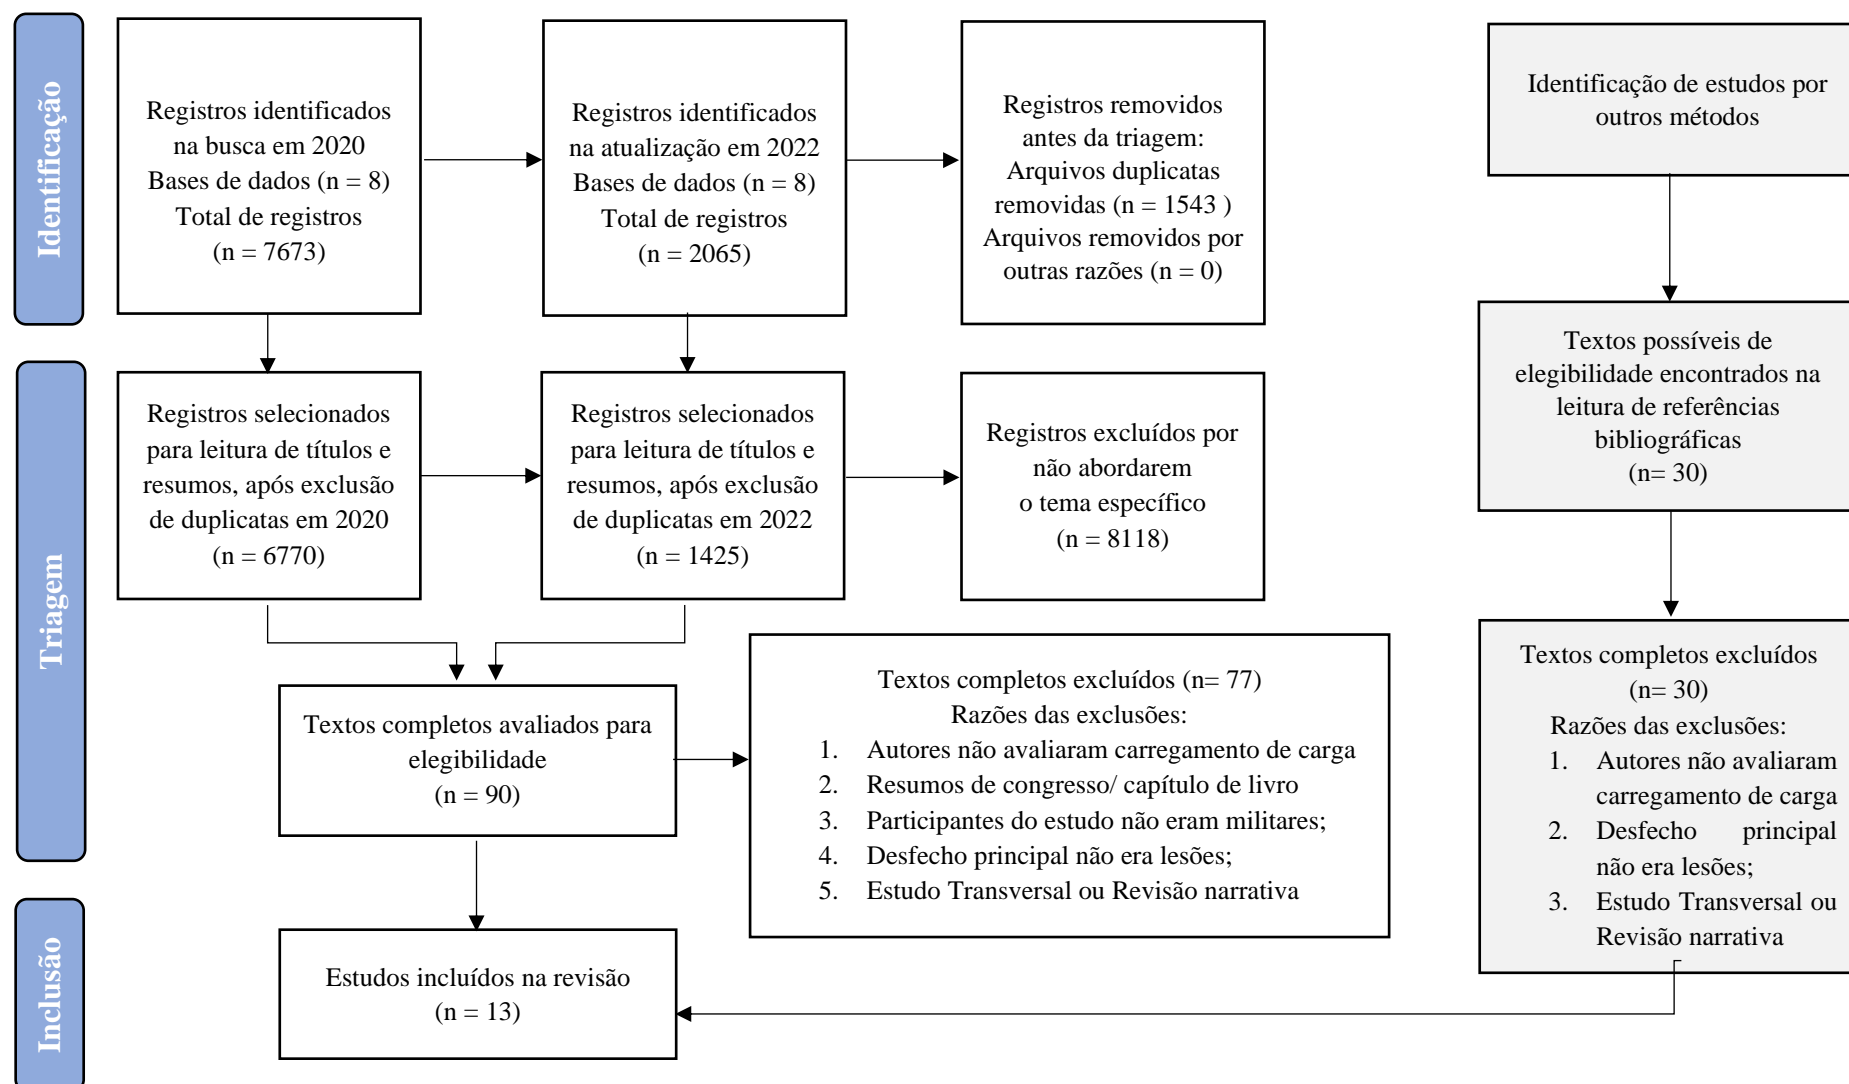 Identificação
Registros identificados
na busca em 2020
Bases de dados (n = 8)
Total de registros
(n = 7673)
Registros identificados
na atualização em 2022
Bases de dados (n = 8)
Total de registros
(n = 2065)
Registros removidos
antes da triagem:
Arquivos duplicatas
removidas (n = 1543 )
Arquivos removidos por
outras razões (n = 0)
Identificação de estudos por
outros métodos
Triagem
Registros selecionados
para leitura de títulos e
resumos, após exclusão
de duplicatas em 2020
(n = 6770)
Registros selecionados
para leitura de títulos e
resumos, após exclusão
de duplicatas em 2022
(n = 1425)
Registros excluídos por
não abordarem
o tema específico
(n = 8118)
Textos possíveis de
elegibilidade encontrados na
leitura de referências
bibliográficas
(n= 30)
Textos completos avaliados para
elegibilidade
(n = 90)
Textos completos excluídos (n= 77)
Razões das exclusões:
1. Autores não avaliaram carregamento de carga
2. Resumos de congresso/ capítulo de livro
3. Participantes do estudo não eram militares;
4. Desfecho principal não era lesões;
5. Estudo Transversal ou Revisão narrativa
Textos completos excluídos
(n= 30)
Razões das exclusões:
1. Autores não avaliaram
carregamento de carga
2. Desfecho principal
não era lesões;
3. Estudo Transversal ou
Revisão narrativa
Inclusão
Estudos incluídos na revisão
(n = 13)